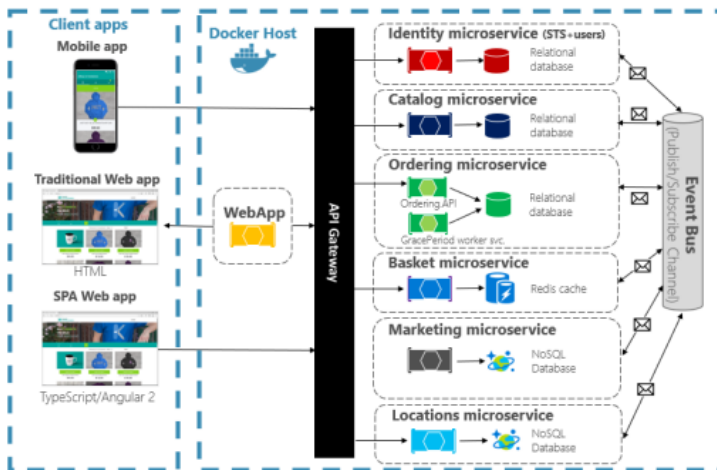 Client apps
Mobile app
Traditional Web app
HTML
SPA Web app
TypeScript/Angular 2
Docker Host
WebApp
API Gateway
Identity microservice (STS+users)
Relational
database
Catalog microservice
Relational
database
Ordering microservice
Ordering API
Relational
database
GracePeriod worker svc.
Basket microservice
Redis cache
Marketing microservice
NoSQL
Database
Locations microservice
NoSQL
Database
Event Bus
(Publish/Subscribe Channel)